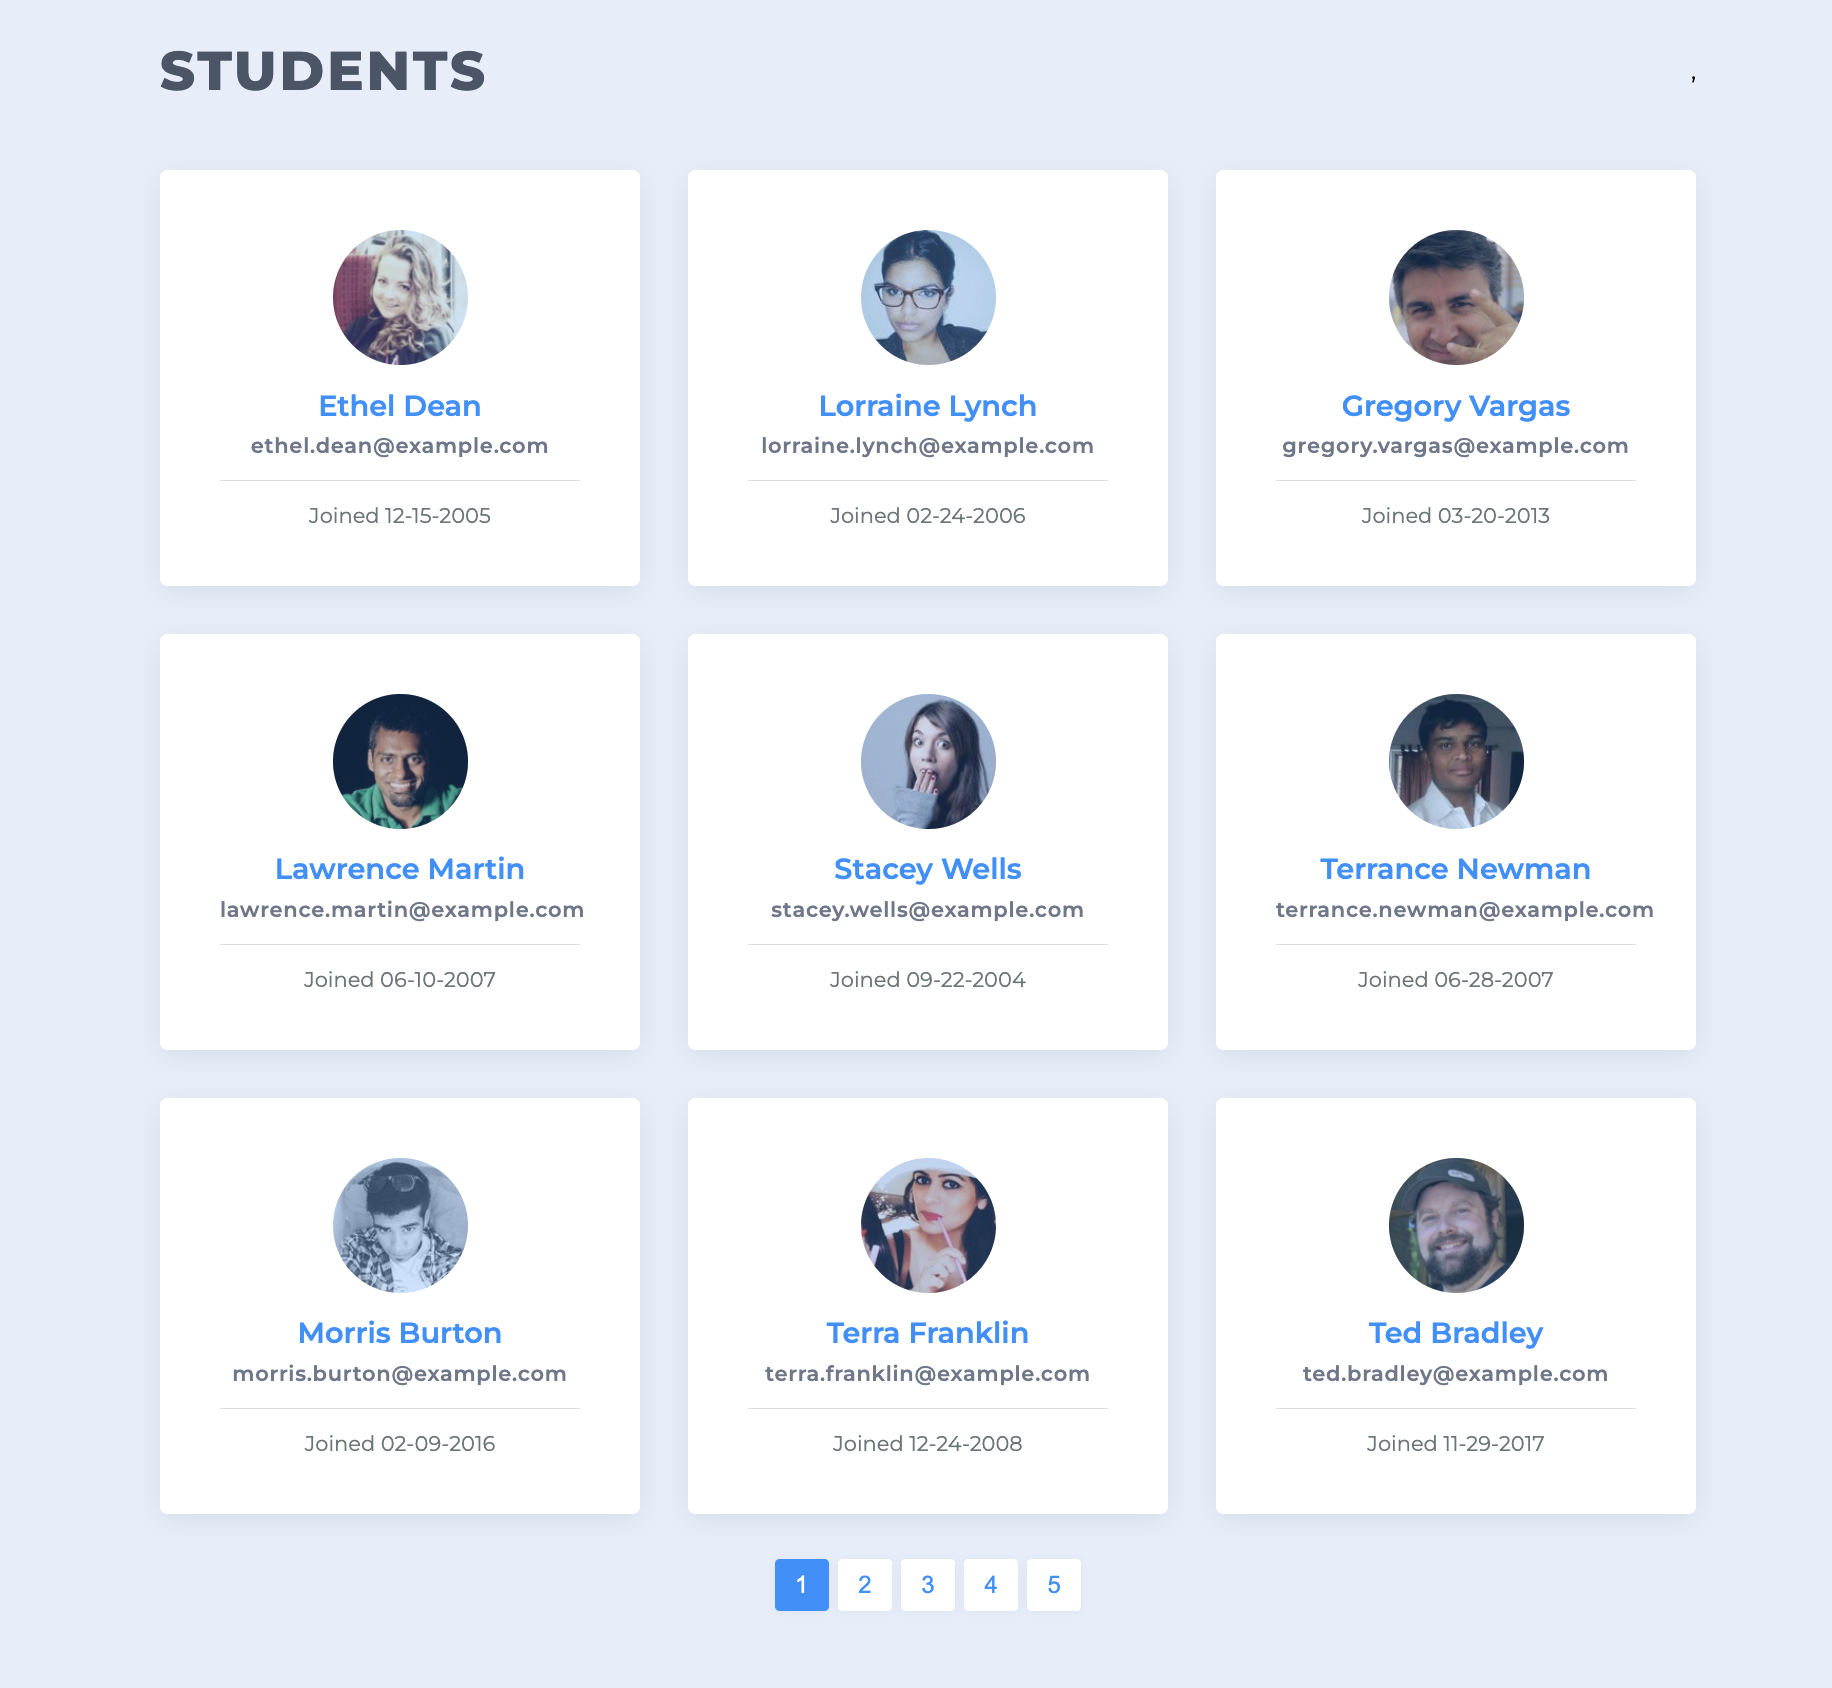 STUDENTS
,
Ethel Dean
ethel.dean@example.com
Joined 12-15-2005
Lorraine Lynch
lorraine.lynch@example.com
Joined 02-24-2006
Gregory Vargas
gregory.vargas@example.com
Joined 03-20-2013
Lawrence Martin
lawrence.martin@example.com
Joined 06-10-2007
Stacey Wells
stacey.wells@example.com
Joined 09-22-2004
Terrance Newman
terrance.newman@example.com
Joined 06-28-2007
Morris Burton
morris.burton@example.com
Joined 02-09-2016
Terra Franklin
terra.franklin@example.com
Joined 12-24-2008
Ted Bradley
ted.bradley@example.com
Joined 11-29-2017
1 2 3 4 5